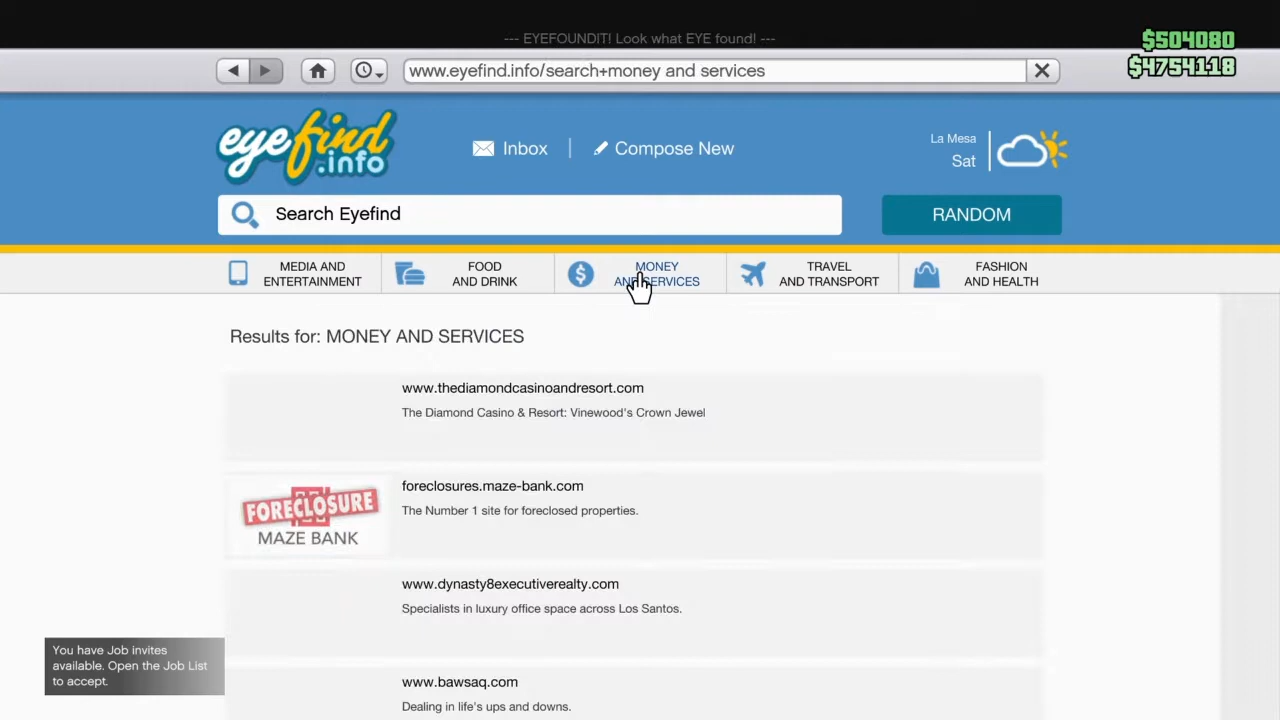 --- EYEFOUNDIT! Look what EYE found! ---
$504080
$4754118
www.eyefind.info/search+money and services
eyefind
.info
Inbox
Compose New
La Mesa
Sat
Search Eyefind
RANDOM
MEDIA AND
ENTERTAINMENT
FOOD
AND DRINK
MONEY
AND SERVICES
TRAVEL
AND TRANSPORT
FASHION
AND HEALTH
Results for: MONEY AND SERVICES
www.thediamondcasinoandresort.com
The Diamond Casino & Resort: Vinewood's Crown Jewel
FORECLOSURE
MAZE BANK
foreclosures.maze-bank.com
The Number 1 site for foreclosed properties.
www.dynasty8executiverealty.com
Specialists in luxury office space across Los Santos.
You have Job invites
available. Open the Job List
to accept.
www.bawsaq.com
Dealing in life's ups and downs.